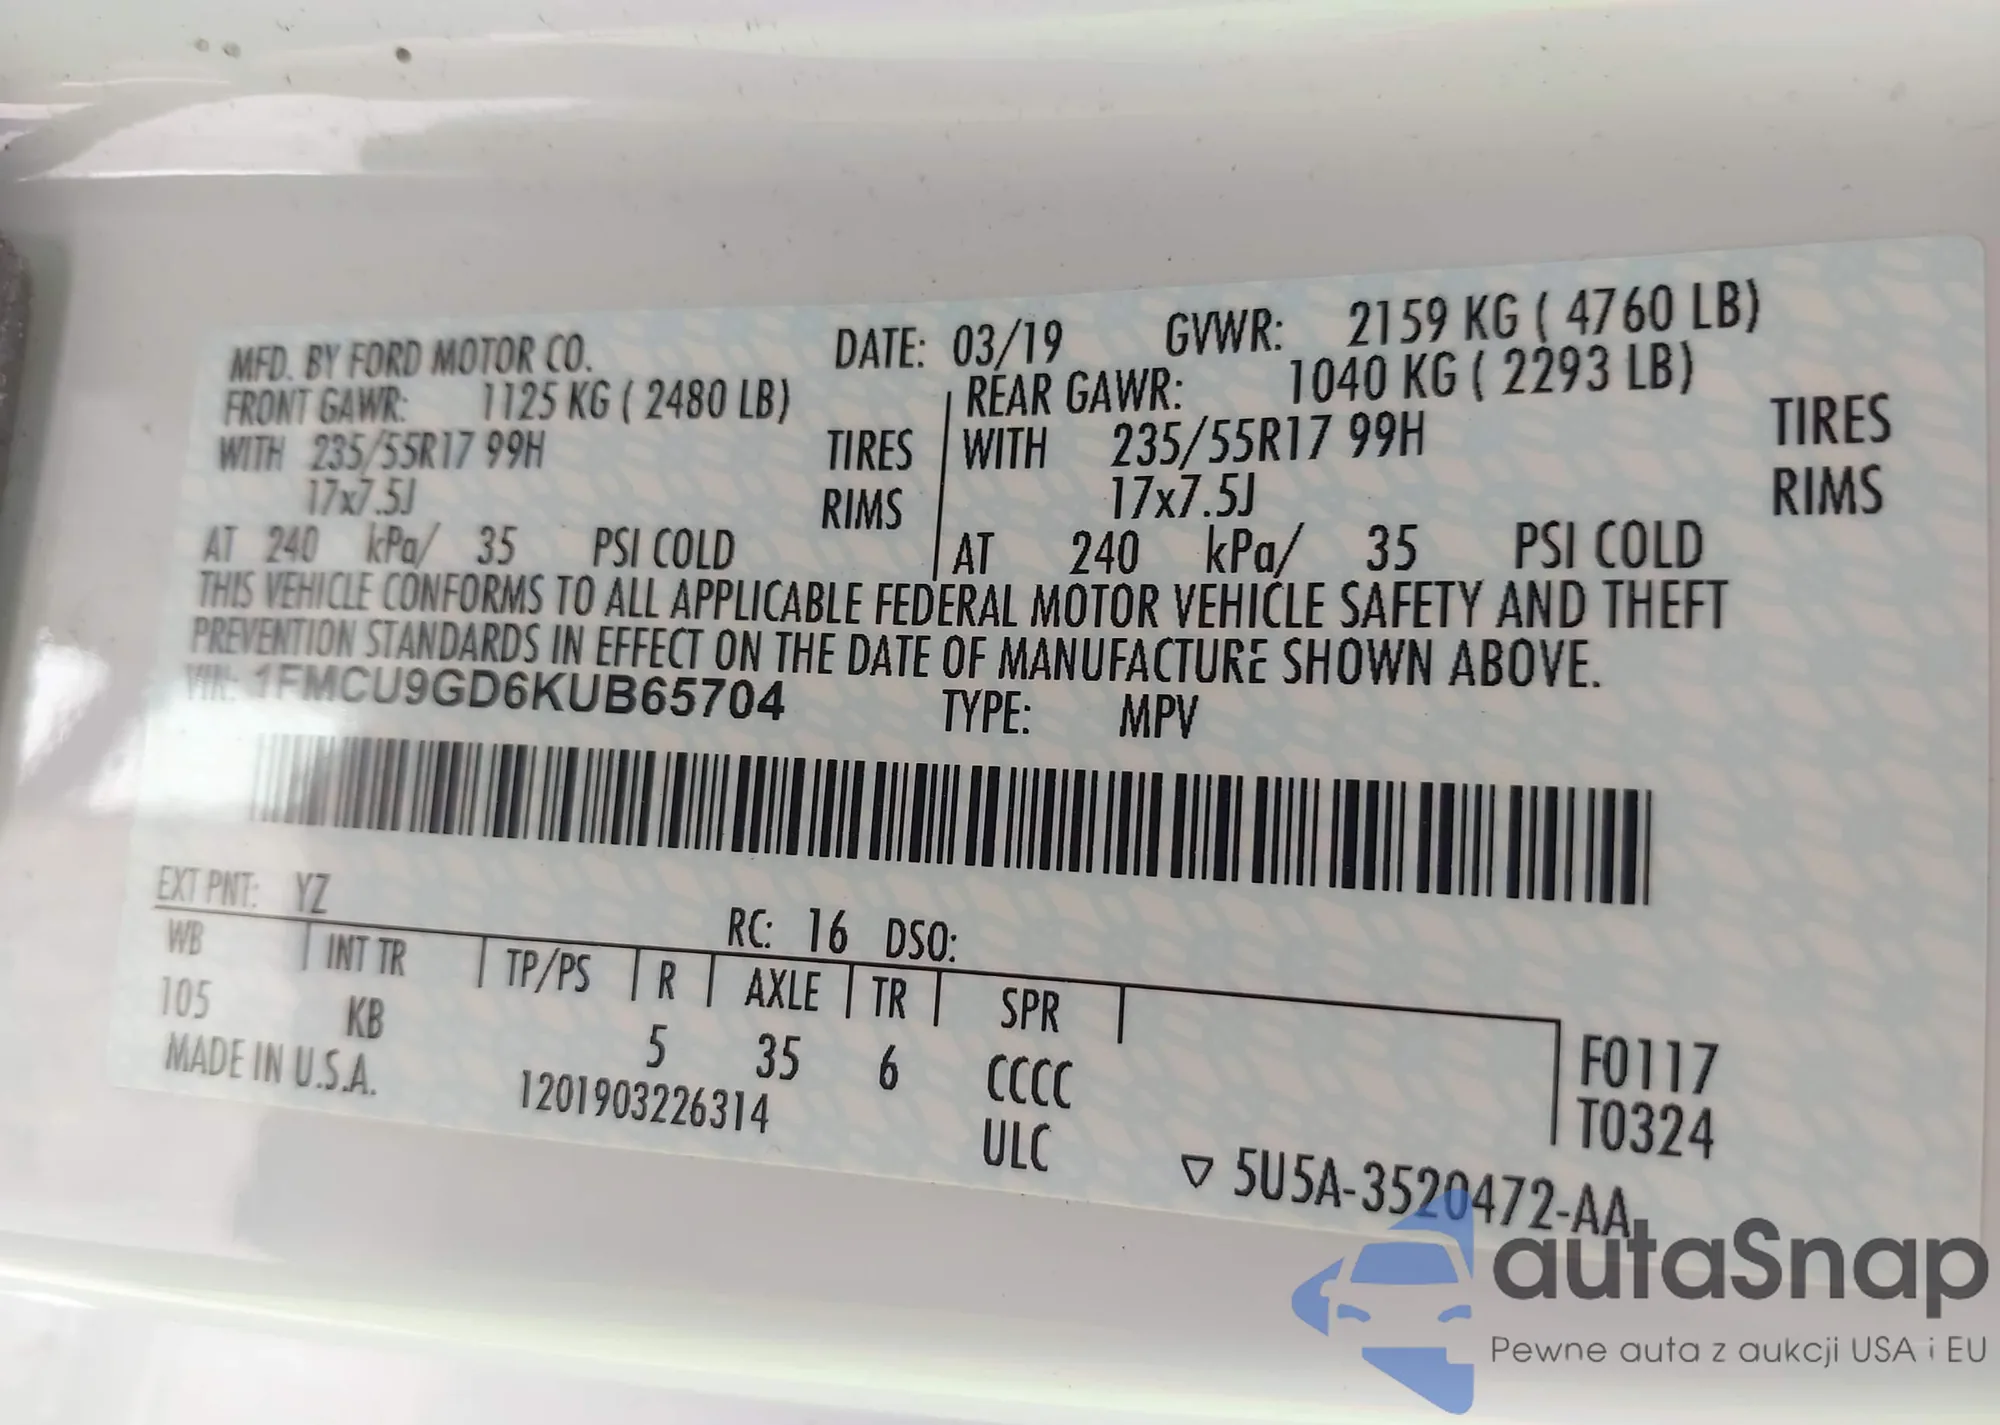 MFD. BY FORD MOTOR CO. DATE: 03/19 GVWR: 2159 KG ( 4760 LB)
FRONT GAWR: 1125 KG ( 2480 LB) REAR GAWR: 1040 KG ( 2293 LB)
WITH 235/55R17 99H TIRES WITH 235/55R17 99H TIRES
17x7.5J RIMS 17x7.5J RIMS
AT 240 kPa/ 35 PSI COLD AT 240 kPa/ 35 PSI COLD
THIS VEHICLE CONFORMS TO ALL APPLICABLE FEDERAL MOTOR VEHICLE SAFETY AND THEFT
PREVENTION STANDARDS IN EFFECT ON THE DATE OF MANUFACTURE SHOWN ABOVE.
VIN: 1FMCU9GD6KUB65704 TYPE: MPV
EXT PNT: YZ RC: 16 DSO:
WB INT TR TP/PS R AXLE TR SPR
105 KB 5 35 6 CCCC F0117
MADE IN U.S.A. 1201903226314 ULC T0324
▽ 5U5A-3520472-AA
autaSnap
Pewne auta z aukcji USA i EU